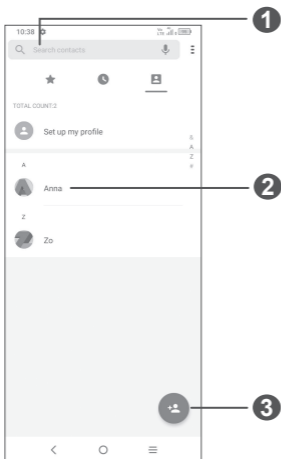 1
10:38
Search contacts
TOTAL COUNT:2
Set up my profile
&
A
Z
#
A
Anna
2
Z
Zo
3